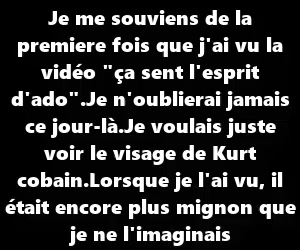 Je me souviens de la
premiere fois que j'ai vu la
vidéo "ça sent l'esprit
d'ado".Je n'oublierai jamais
ce jour-là.Je voulais juste
voir le visage de Kurt
cobain.Lorsque je l'ai vu, il
était encore plus mignon que
je ne l'imaginais